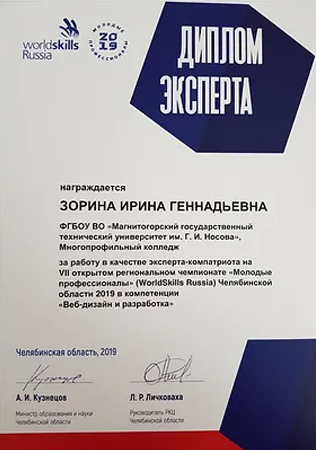 worldskills
Russia
МОЛОДЫЕ
ПРОФЕССИОНАЛЫ
2019
ДИПЛОМ
ЭКСПЕРТА
награждается
ЗОРИНА ИРИНА ГЕННАДЬЕВНА
ФГБОУ ВО «Магнитогорский государственный
технический университет им. Г. И. Носова»,
Многопрофильный колледж
за работу в качестве эксперта-компатриота на
VII открытом региональном чемпионате «Молодые
профессионалы» (WorldSkills Russia) Челябинской
области 2019 в компетенции
«Веб-дизайн и разработка»
Челябинская область, 2019
А. И. Кузнецов
Л. Р. Личковаха
Министр образования и науки
Челябинской области
Руководитель РКЦ
Челябинской области